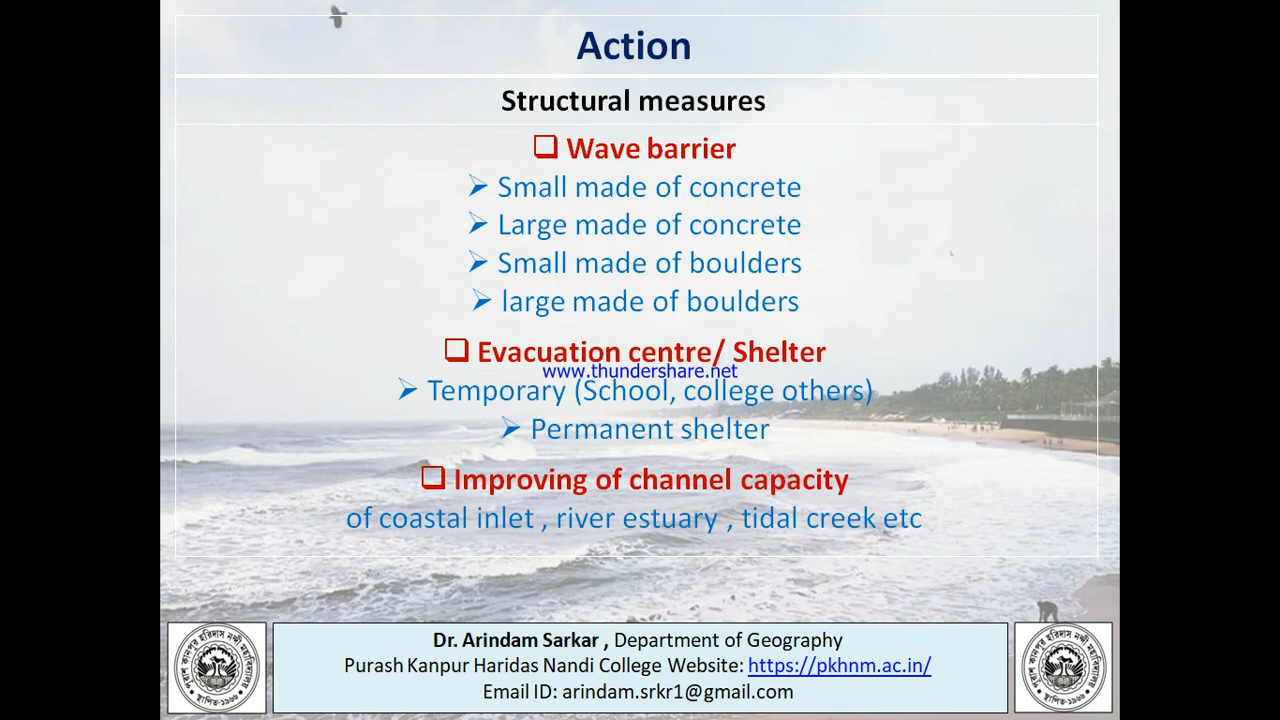 Action
Structural measures
❑ Wave barrier
➢ Small made of concrete
➢ Large made of concrete
➢ Small made of boulders
➢ large made of boulders
❑ Evacuation centre/ Shelter
www.thundershare.net
➢ Temporary (School, college others)
➢ Permanent shelter
❑ Improving of channel capacity
of coastal inlet , river estuary , tidal creek etc
Dr. Arindam Sarkar , Department of Geography
Purash Kanpur Haridas Nandi College Website: https://pkhnm.ac.in/
Email ID: arindam.srkr1@gmail.com